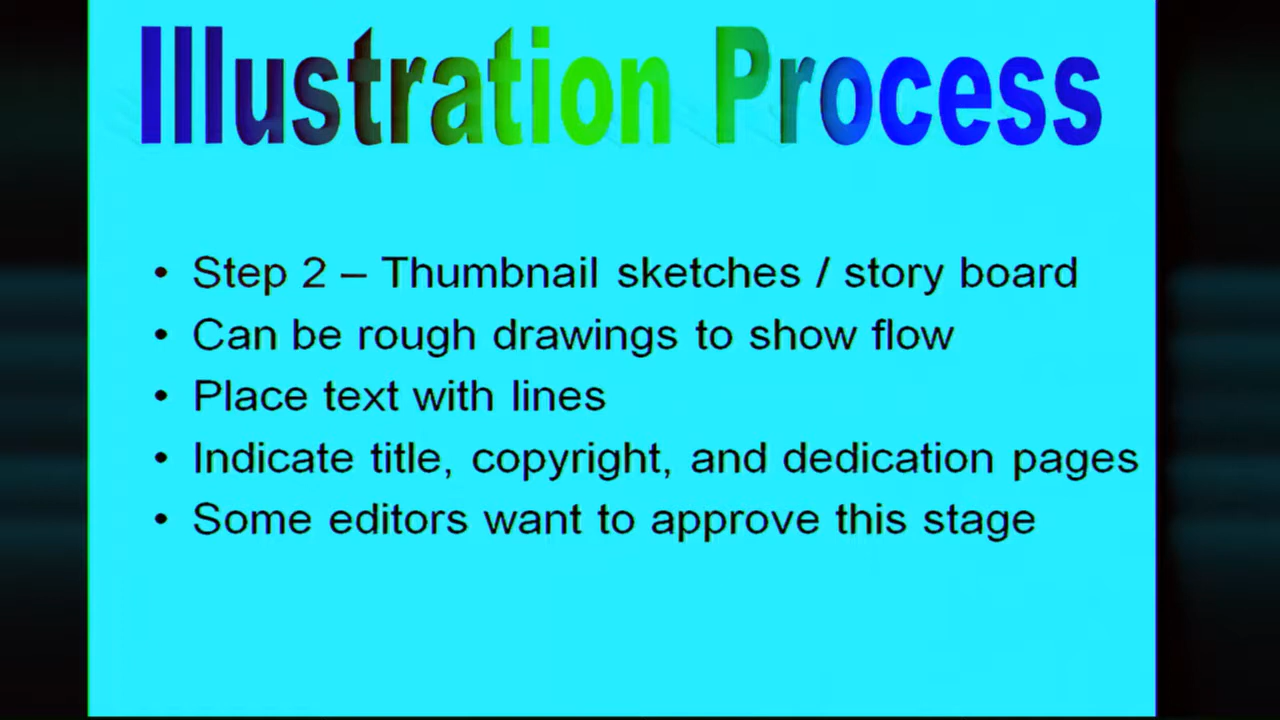 Illustration Process
• Step 2 – Thumbnail sketches / story board
• Can be rough drawings to show flow
• Place text with lines
• Indicate title, copyright, and dedication pages
• Some editors want to approve this stage